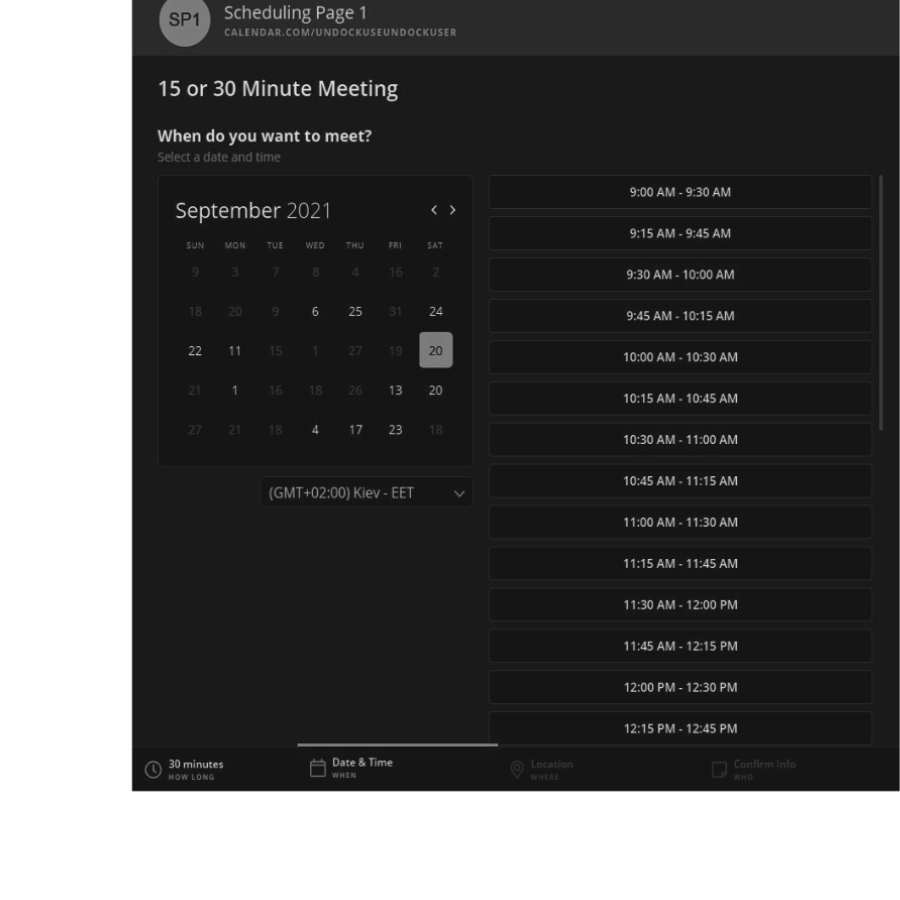 SP1
Scheduling Page 1
CALENDAR.COM/UNDOCKUSEUNDOCKUSER
15 or 30 Minute Meeting
When do you want to meet?
Select a date and time
September 2021
< >
SUN MON TUE WED THU FRI SAT
9 3 7 8 4 16 2
18 20 9 6 25 31 24
22 11 15 1 27 19 20
21 1 16 18 26 13 20
27 21 18 4 17 23 18
(GMT+02:00) Kiev - EET
9:00 AM - 9:30 AM
9:15 AM - 9:45 AM
9:30 AM - 10:00 AM
9:45 AM - 10:15 AM
10:00 AM - 10:30 AM
10:15 AM - 10:45 AM
10:30 AM - 11:00 AM
10:45 AM - 11:15 AM
11:00 AM - 11:30 AM
11:15 AM - 11:45 AM
11:30 AM - 12:00 PM
11:45 AM - 12:15 PM
12:00 PM - 12:30 PM
12:15 PM - 12:45 PM
30 minutes
HOW LONG
Date & Time
WHEN
Location
WHERE
Confirm Info
WHO